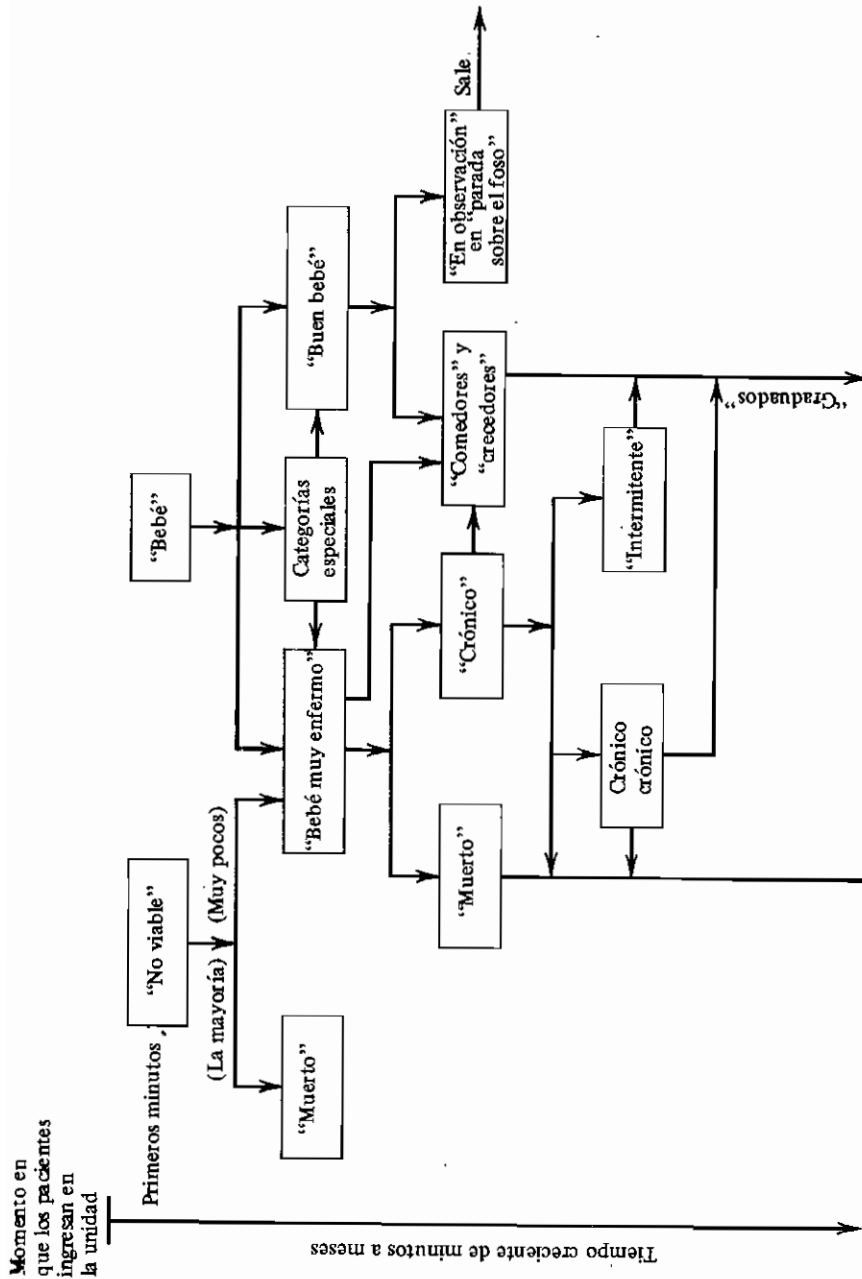 Momento en
que los pacientes
ingresan en
la unidad
Primeros minutos
Tiempo creciente de minutos a meses
“No viable”
“Bebé”
(La mayoría)
(Muy pocos)
“Muerto”
“Bebé muy enfermo”
Categorías
especiales
“Buen bebé”
“Muerto”
“Crónico”
“Comedores” y
“crecedores”
“En observación”
en “parada
sobre el foso”
Sale
Crónico
crónico
“Intermitente”
“Graduados”